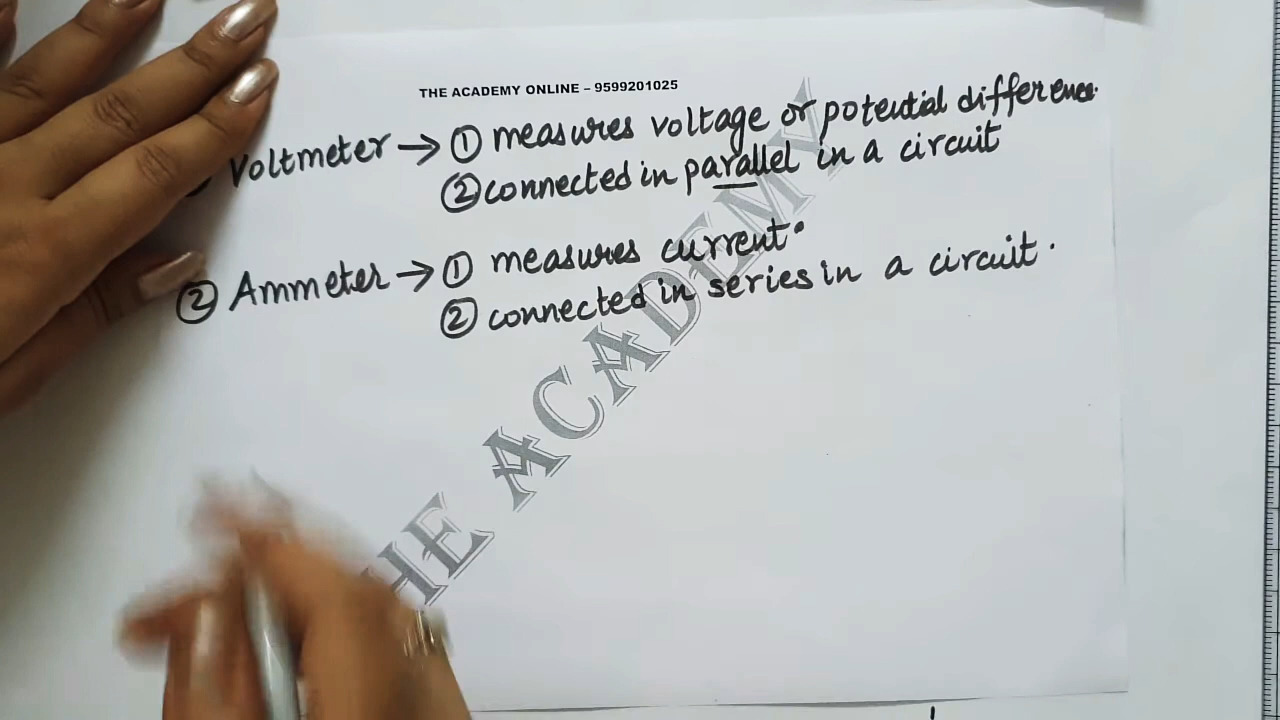 THE ACADEMY ONLINE – 9599201025
Voltmeter → ① measures voltage or potential difference.
② connected in parallel in a circuit
② Ammeter → ① measures current.
② connected in series in a circuit.
THE ACADEMY